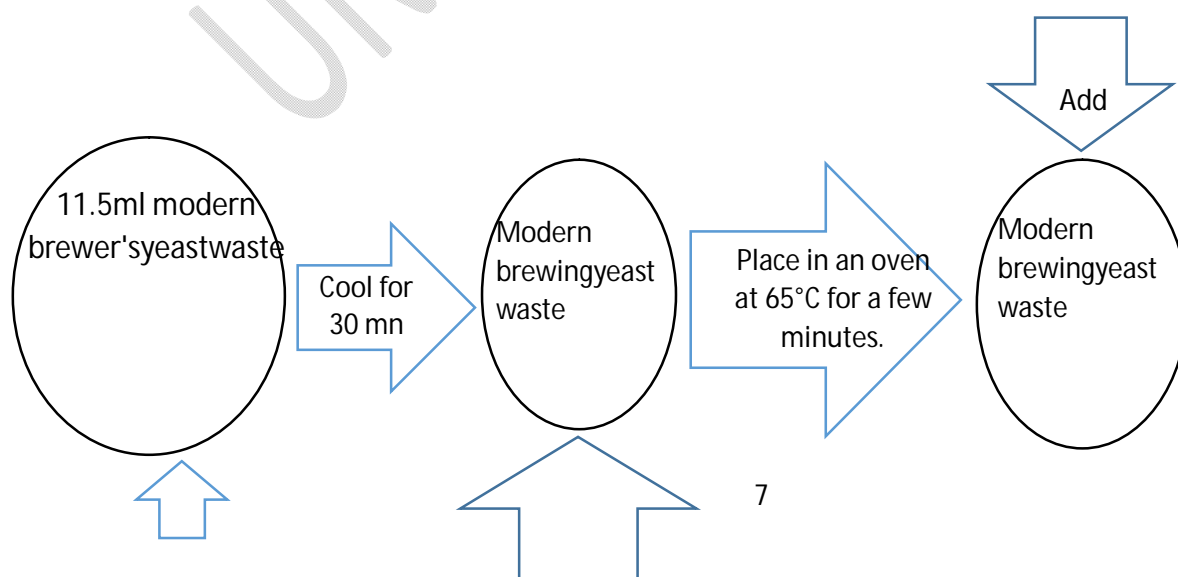 Add
11.5ml modern
brewer'syeastwaste
Cool for
30 mn
Modern
brewingyeast
waste
Place in an oven
at 65°C for a few
minutes.
Modern
brewingyeast
waste
7